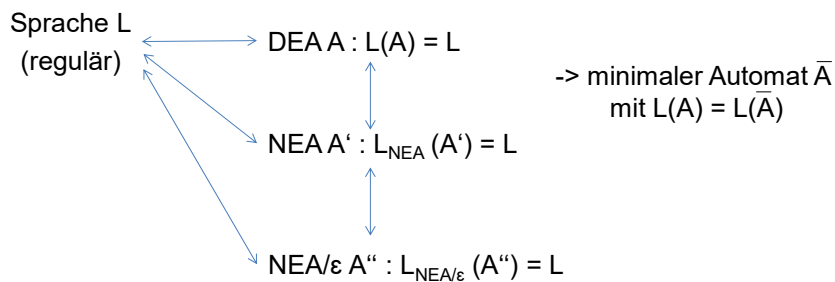 Sprache L
(regulär)
DEA A : L(A) = L
-> minimaler Automat A̅
mit L(A) = L(A̅)
NEA A‘ : L_NEA (A‘) = L
NEA/ε A‘‘ : L_NEA/ε (A‘‘) = L